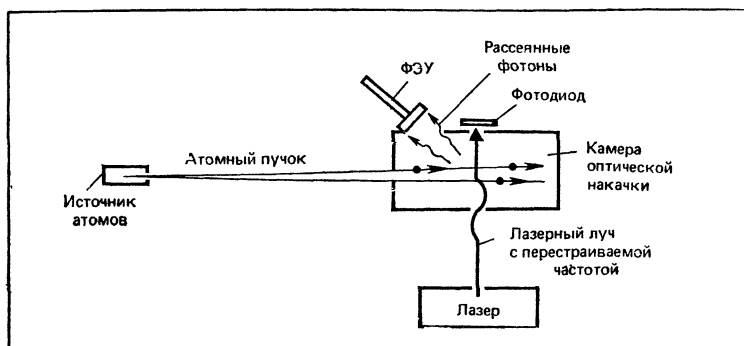 Рассеянные
фотоны
ФЭУ
Фотодиод
Атомный пучок
Камера
оптической
накачки
Источник
атомов
Лазерный луч
с перестраиваемой
частотой
Лазер